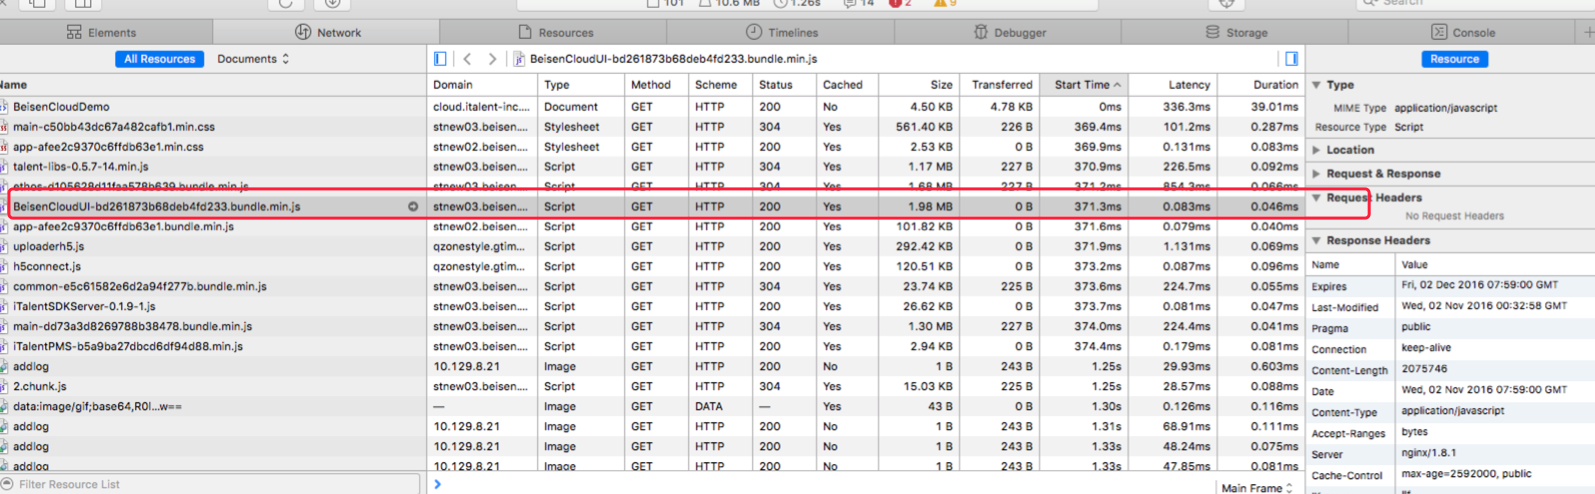 101 10.6 MB 1.26s 14 2 9 Search
Elements Network Resources Timelines Debugger Storage Console
All Resources Documents BeisenCloudUI-bd261873b68deb4fd233.bundle.min.js Resource
Name Domain Type Method Scheme Status Cached Size Transferred Start Time Latency Duration
BeisenCloudDemo cloud.italent-inc.... Document GET HTTP 200 No 4.50 KB 4.78 KB 0ms 336.3ms 39.01ms
main-c50bb43dc67a482cafb1.min.css stnew03.beisen.... Stylesheet GET HTTP 304 Yes 561.40 KB 226 B 369.4ms 101.2ms 0.287ms
app-afee2c9370c6ffdb63e1.min.css stnew02.beisen.... Stylesheet GET HTTP 200 Yes 2.53 KB 0 B 369.9ms 0.131ms 0.083ms
talent-libs-0.5.7-14.min.js stnew03.beisen.... Script GET HTTP 304 Yes 1.17 MB 227 B 370.9ms 226.5ms 0.092ms
ethos-d105628d11faa578b639.bundle.min.js stnew03.beisen.... Script GET HTTP 304 Yes 1.68 MB 227 B 371.2ms 854.3ms 0.066ms
BeisenCloudUI-bd261873b68deb4fd233.bundle.min.js stnew03.beisen.... Script GET HTTP 200 Yes 1.98 MB 0 B 371.3ms 0.083ms 0.046ms
app-afee2c9370c6ffdb63e1.bundle.min.js stnew02.beisen.... Script GET HTTP 200 Yes 101.82 KB 0 B 371.6ms 0.079ms 0.040ms
uploaderh5.js qzonestyle.gtim... Script GET HTTP 200 Yes 292.42 KB 0 B 371.9ms 1.131ms 0.069ms
h5connect.js qzonestyle.gtim... Script GET HTTP 200 Yes 120.51 KB 0 B 373.2ms 0.087ms 0.096ms
common-e5c61582e6d2a94f277b.bundle.min.js stnew03.beisen.... Script GET HTTP 304 Yes 23.74 KB 225 B 373.6ms 224.7ms 0.055ms
iTalentSDKServer-0.1.9-1.js stnew03.beisen.... Script GET HTTP 200 Yes 26.62 KB 0 B 373.7ms 0.081ms 0.047ms
main-dd73a3d8269788b38478.bundle.min.js stnew03.beisen.... Script GET HTTP 304 Yes 1.30 MB 227 B 374.0ms 224.4ms 0.041ms
iTalentPMS-b5a9ba27dbcd6df94d88.min.js stnew03.beisen.... Script GET HTTP 200 Yes 2.94 KB 0 B 374.4ms 0.179ms 0.081ms
addlog 10.129.8.21 Image GET HTTP 200 No 1 B 243 B 1.25s 29.93ms 0.603ms
2.chunk.js stnew03.beisen.... Script GET HTTP 304 Yes 15.03 KB 225 B 1.25s 28.57ms 0.088ms
data:image/gif;base64,R0l...w== — Image GET DATA — Yes 43 B 0 B 1.30s 0.126ms 0.116ms
addlog 10.129.8.21 Image GET HTTP 200 No 1 B 243 B 1.31s 68.91ms 0.111ms
addlog 10.129.8.21 Image GET HTTP 200 No 1 B 243 B 1.33s 48.24ms 0.075ms
addlog 10.129.8.21 Image GET HTTP 200 No 1 B 243 B 1.33s 47.85ms 0.081ms
Filter Resource List
Main Frame
Type
MIME Type application/javascript
Resource Type Script
Location
Request & Response
Request Headers
No Request Headers
Response Headers
Name Value
Expires Fri, 02 Dec 2016 07:59:00 GMT
Last-Modified Wed, 02 Nov 2016 00:32:58 GMT
Pragma public
Connection keep-alive
Content-Length 2075746
Date Wed, 02 Nov 2016 07:59:00 GMT
Content-Type application/javascript
Accept-Ranges bytes
Server nginx/1.8.1
Cache-Control max-age=2592000, public